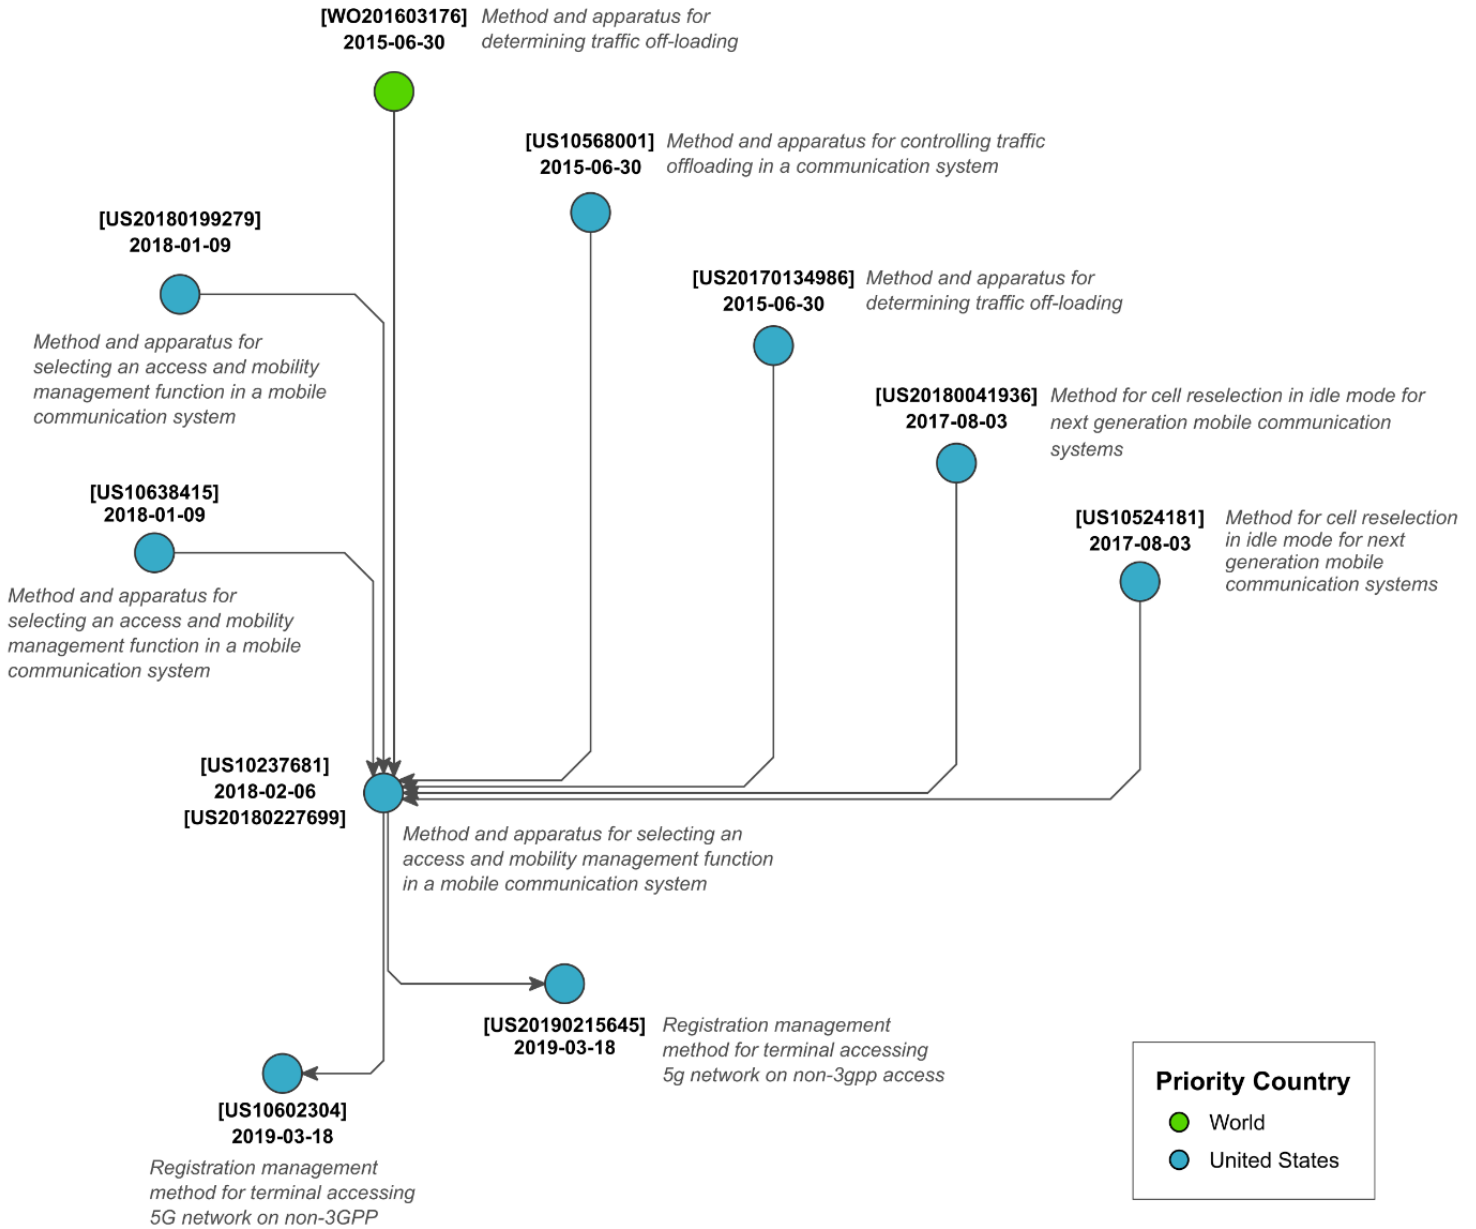 [WO201603176]
2015-06-30
Method and apparatus for
determining traffic off-loading
[US10568001]
2015-06-30
Method and apparatus for controlling traffic
offloading in a communication system
[US20180199279]
2018-01-09
Method and apparatus for
selecting an access and mobility
management function in a mobile
communication system
[US20170134986]
2015-06-30
Method and apparatus for
determining traffic off-loading
[US20180041936]
2017-08-03
Method for cell reselection in idle mode for
next generation mobile communication
systems
[US10638415]
2018-01-09
Method and apparatus for
selecting an access and mobility
management function in a mobile
communication system
[US10524181]
2017-08-03
Method for cell reselection
in idle mode for next
generation mobile
communication systems
[US10237681]
2018-02-06
[US20180227699]
Method and apparatus for selecting an
access and mobility management function
in a mobile communication system
[US20190215645]
2019-03-18
Registration management
method for terminal accessing
5g network on non-3gpp access
[US10602304]
2019-03-18
Registration management
method for terminal accessing
5G network on non-3GPP
Priority Country
World
United States